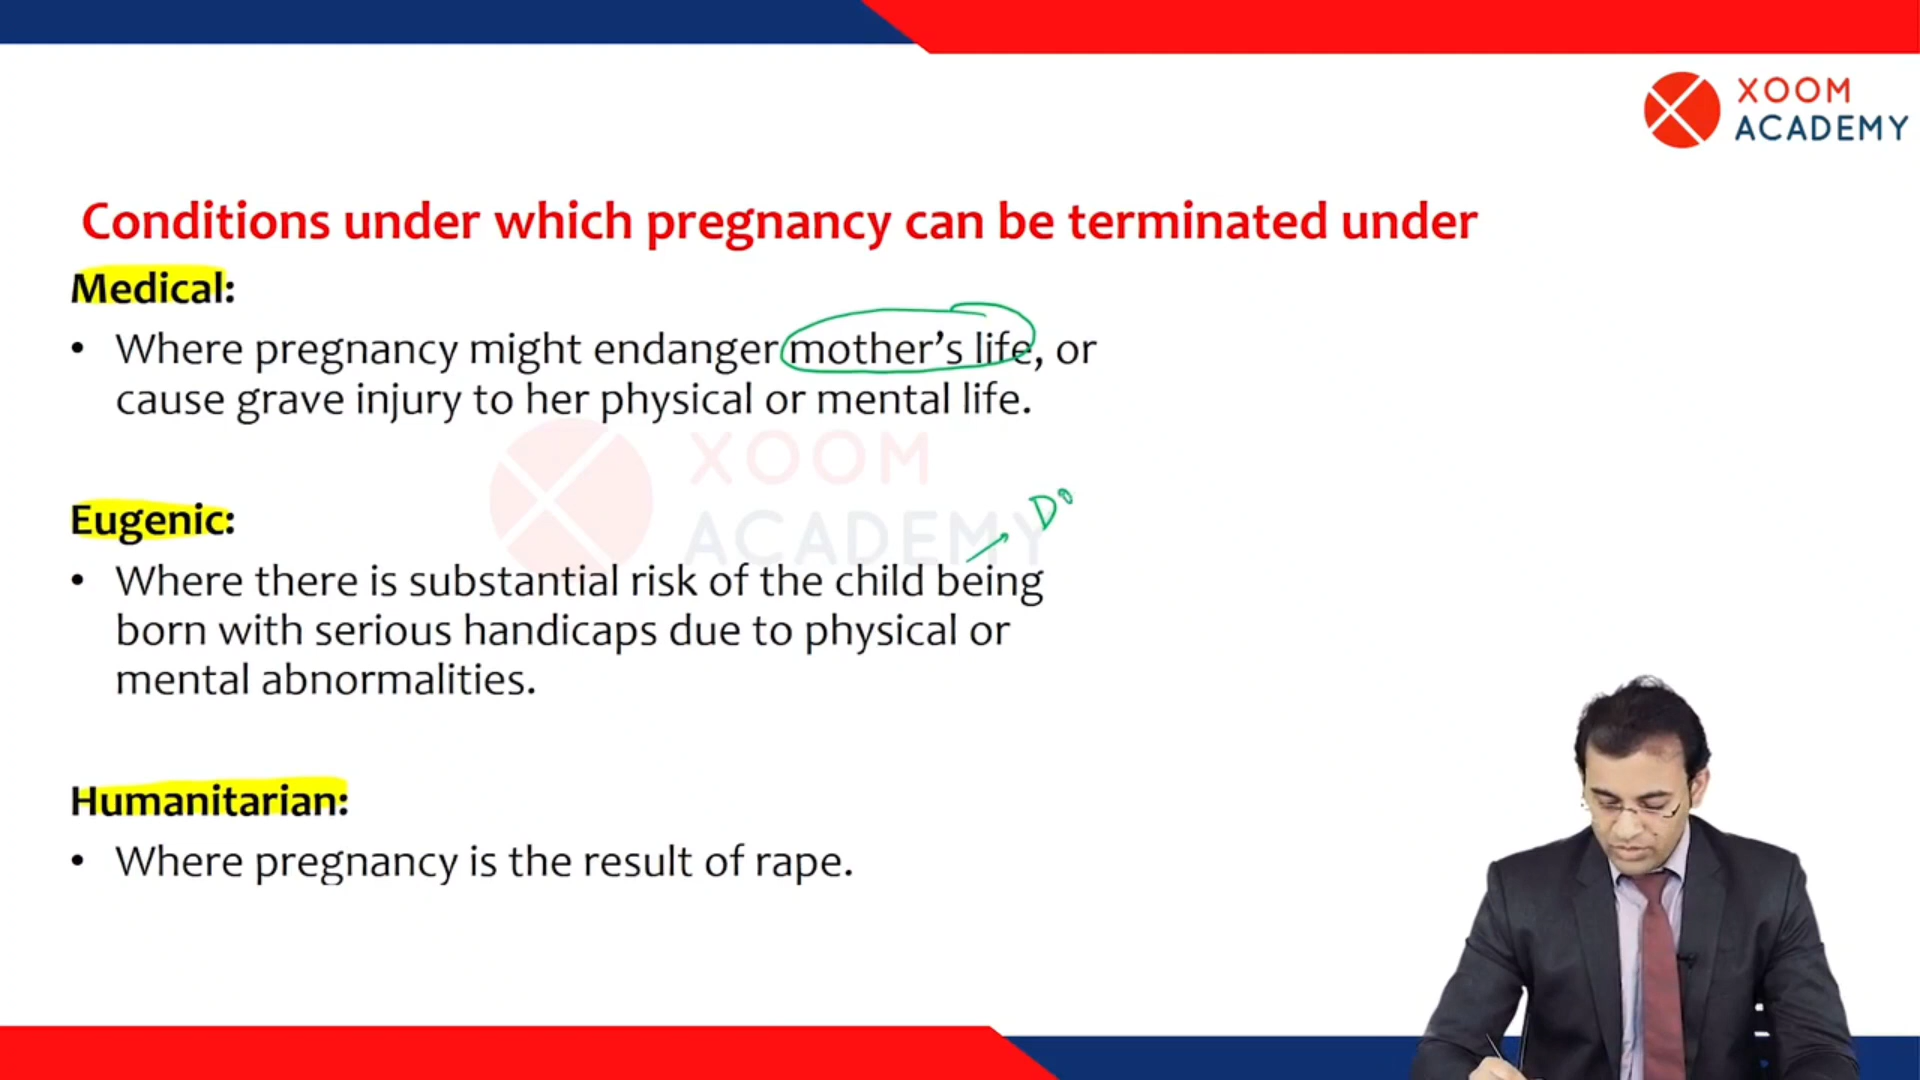 XOOM
ACADEMY
Conditions under which pregnancy can be terminated under
Medical:
• Where pregnancy might endanger mother's life, or
cause grave injury to her physical or mental life.
XOOM
ACADEMY
Eugenic:
• Where there is substantial risk of the child being
born with serious handicaps due to physical or
mental abnormalities.
Humanitarian:
• Where pregnancy is the result of rape.